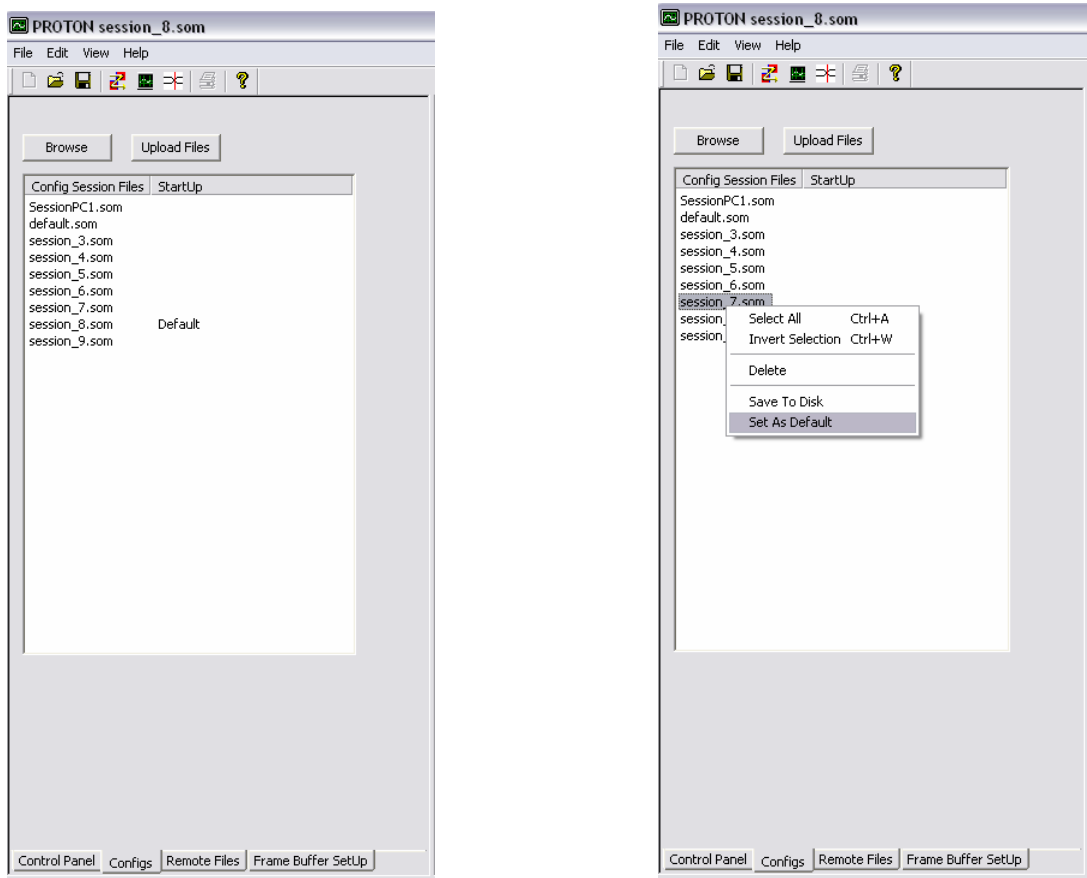 PROTON session_8.som
File Edit View Help
Browse Upload Files
Config Session Files StartUp
SessionPC1.som
default.som
session_3.som
session_4.som
session_5.som
session_6.som
session_7.som
session_8.som Default
session_9.som
Control Panel Configs Remote Files Frame Buffer SetUp
PROTON session_8.som
File Edit View Help
Browse Upload Files
Config Session Files StartUp
SessionPC1.som
default.som
session_3.som
session_4.som
session_5.som
session_6.som
session_7.som
session_
session_
Select All Ctrl+A
Invert Selection Ctrl+W
Delete
Save To Disk
Set As Default
Control Panel Configs Remote Files Frame Buffer SetUp